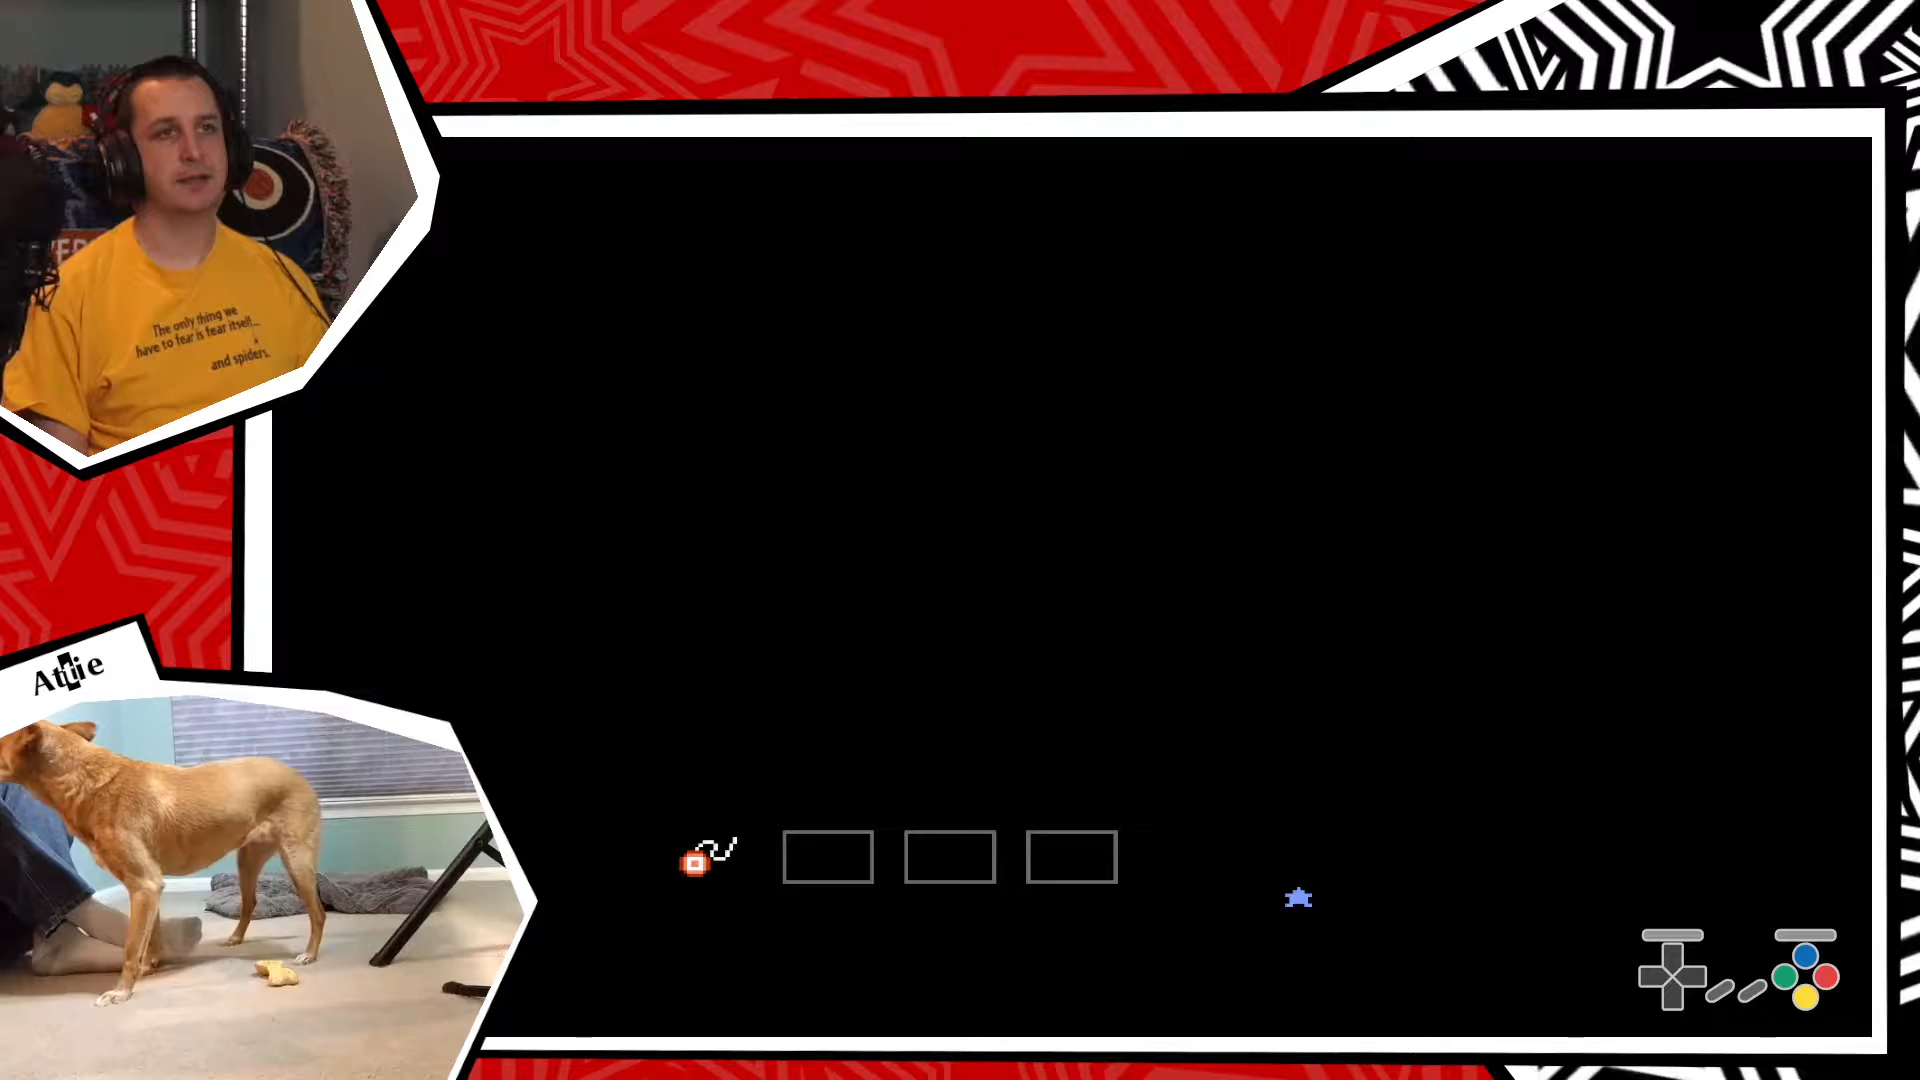 The only thing we
have to fear is fear itself...
and spiders.
Attie